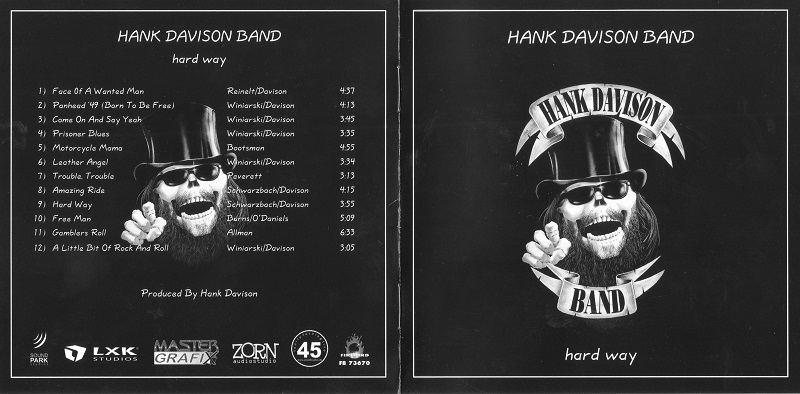 HANK DAVISON BAND
hard way
1) Face Of A Wanted Man Reinelt/Davison 4:37
2) Panhead '49 (Born To Be Free) Winiarski/Davison 4:13
3) Come On And Say Yeah Winiarski/Davison 3:45
4) Prisoner Blues Winiarski/Davison 3:35
5) Motorcycle Mama Bootsman 4:55
6) Leather Angel Winiarski/Davison 3:34
7) Trouble, Trouble Peverett 3:13
8) Amazing Ride Schwarzbach/Davison 4:15
9) Hard Way Schwarzbach/Davison 3:55
10) Free Man Burns/O'Daniels 5:09
11) Gamblers Roll Allman 6:33
12) A Little Bit Of Rock And Roll Winiarski/Davison 3:05
Produced By Hank Davison
SOUND PARK
LXK STUDIOS
MASTER GRAFIX
ZORN audiostudio
45
FB 73670
HANK DAVISON BAND
HANK DAVISON
BAND
hard way